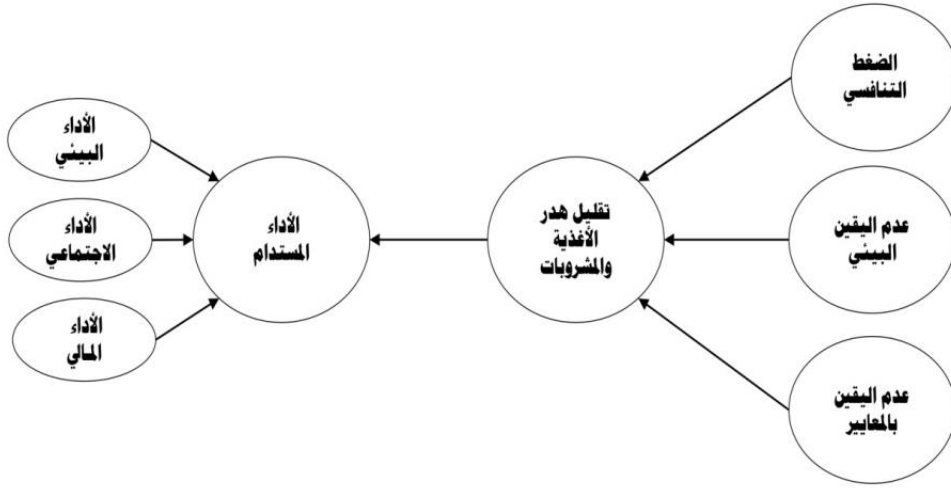 الضغط
التنافسي
عدم اليقين
البيئي
عدم اليقين
بالمعايير
تقليل هدر
الأغذية
والمشروبات
الأداء
المستدام
الأداء
البيئي
الأداء
الاجتماعي
الأداء
المالي